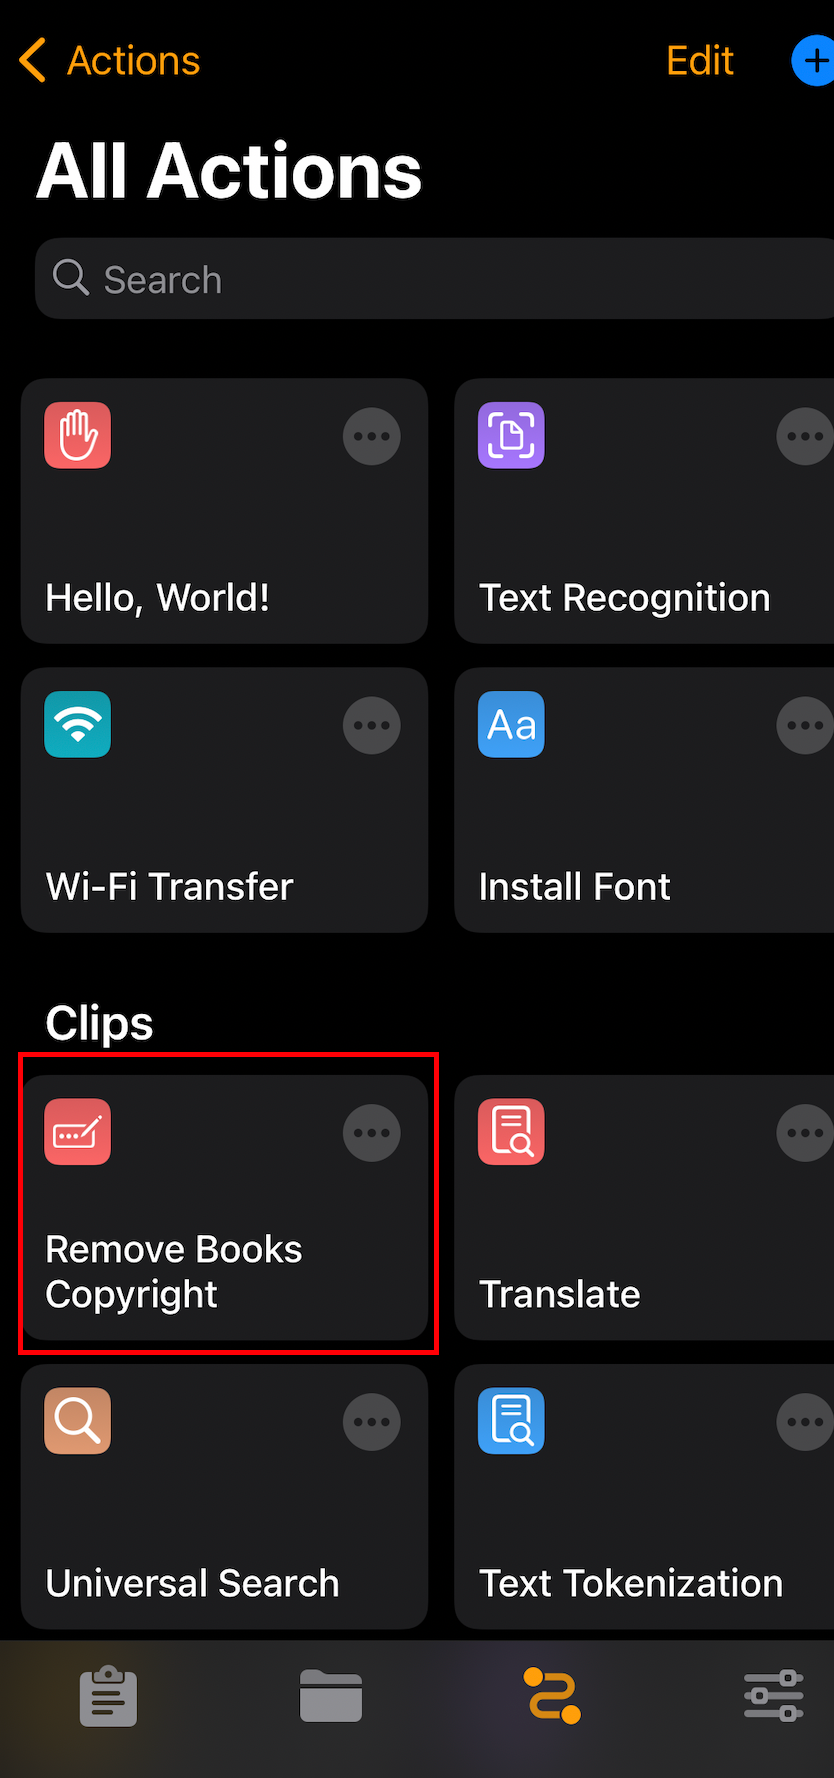 Actions
Edit
All Actions
Search
Hello, World!
Text Recognition
Wi-Fi Transfer
Aa
Install Font
Clips
Remove Books
Copyright
Translate
Universal Search
Text Tokenization